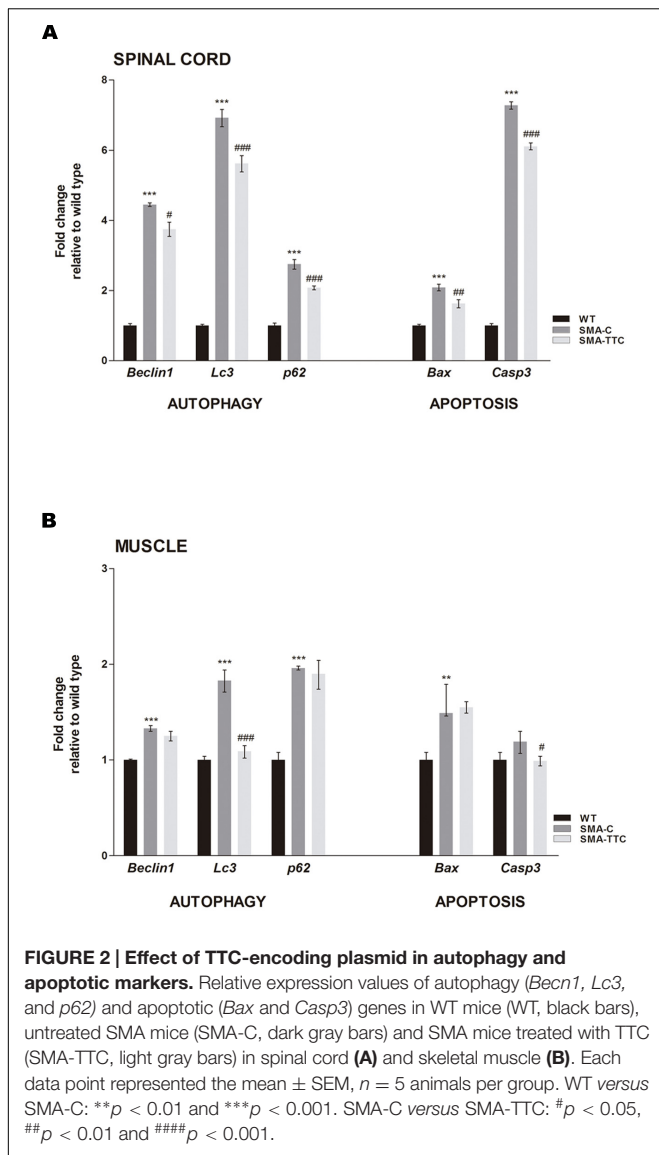 A
SPINAL CORD
Fold change
relative to wild type
8
6
4
2
0
***
#
***
###
***
###
***
##
***
###
WT
SMA-C
SMA-TTC
Beclin1 Lc3 p62 Bax Casp3
AUTOPHAGY APOPTOSIS
B
MUSCLE
Fold change
relative to wild type
3
2
1
0
***
***
###
***
**
#
WT
SMA-C
SMA-TTC
Beclin1 Lc3 p62 Bax Casp3
AUTOPHAGY APOPTOSIS
FIGURE 2 | Effect of TTC-encoding plasmid in autophagy and
apoptotic markers. Relative expression values of autophagy (Becn1, Lc3,
and p62) and apoptotic (Bax and Casp3) genes in WT mice (WT, black bars),
untreated SMA mice (SMA-C, dark gray bars) and SMA mice treated with TTC
(SMA-TTC, light gray bars) in spinal cord (A) and skeletal muscle (B). Each
data point represented the mean ± SEM, n = 5 animals per group. WT versus
SMA-C: **p < 0.01 and ***p < 0.001. SMA-C versus SMA-TTC: #p < 0.05,
##p < 0.01 and ####p < 0.001.